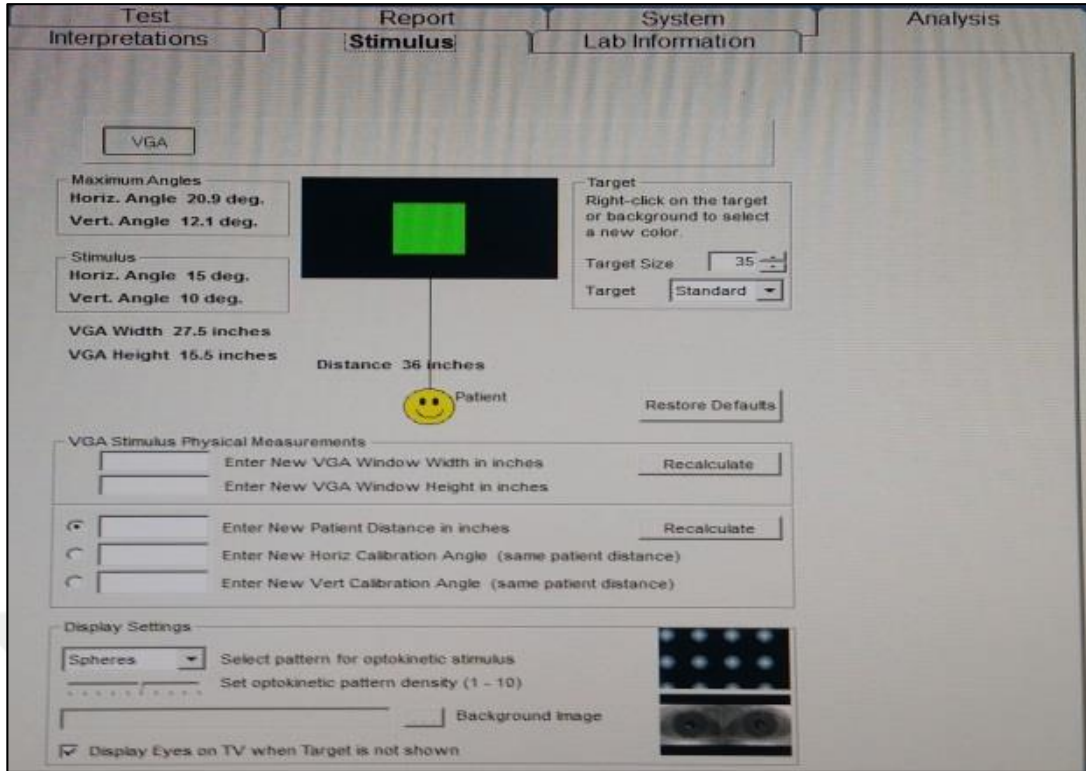 Test
Report
System
Analysis
Interpretations
Stimulus
Lab Information
VGA
Maximum Angles
Horiz. Angle 20.9 deg.
Vert. Angle 12.1 deg.
Stimulus
Horiz. Angle 15 deg.
Vert. Angle 10 deg.
VGA Width 27.5 inches
VGA Height 15.5 inches
Target
Right-click on the target
or background to select
a new color.
Target Size 35
Target Standard
Distance 36 inches
Patient
Restore Defaults
VGA Stimulus Physical Measurements
Enter New VGA Window Width in inches
Recalculate
Enter New VGA Window Height in inches
Enter New Patient Distance in inches
Recalculate
Enter New Horiz Calibration Angle (same patient distance)
Enter New Vert Calibration Angle (same patient distance)
Display Settings
Spheres
Select pattern for optokinetic stimulus
Set optokinetic pattern density (1 - 10)
Background Image
Display Eyes on TV when Target is not shown